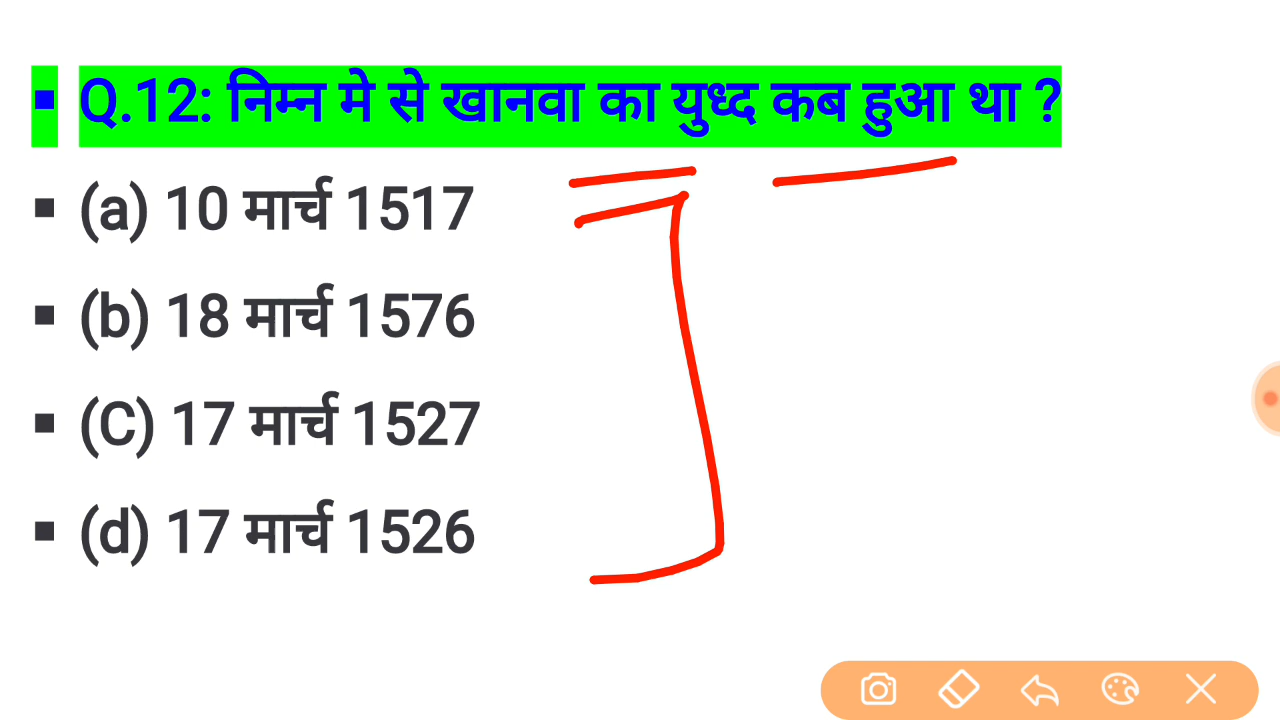 ▪ Q.12: निम्न मे से खानवा का युध्द कब हुआ था ?
▪ (a) 10 मार्च 1517
▪ (b) 18 मार्च 1576
▪ (C) 17 मार्च 1527
▪ (d) 17 मार्च 1526